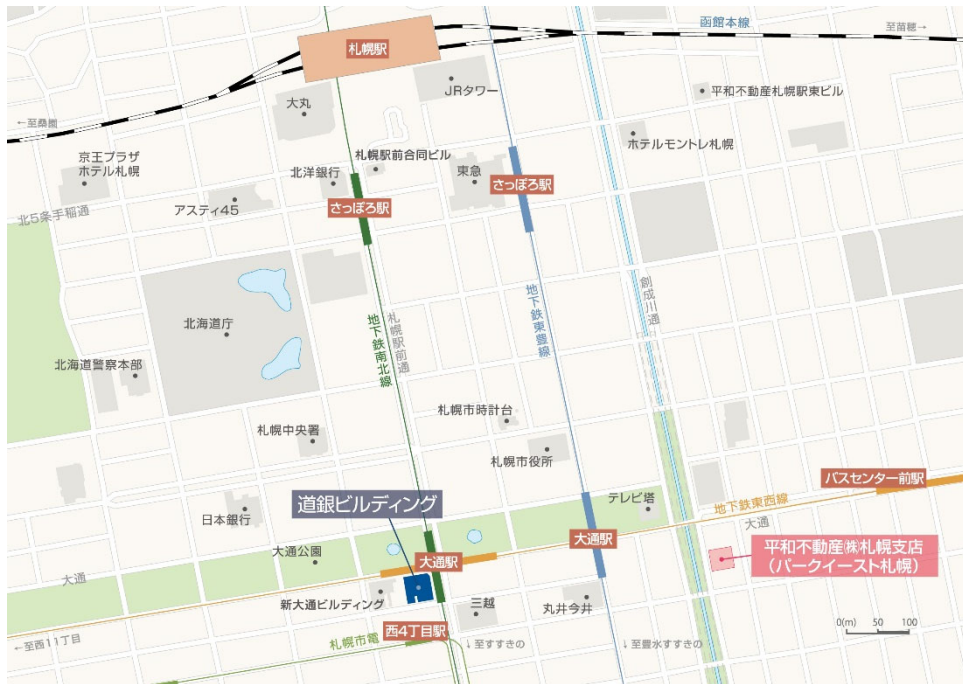 函館本線
至苗穂→
札幌駅
JRタワー
平和不動産札幌駅東ビル
大丸
←至桑園
ホテルモントレ札幌
京王プラザ
ホテル札幌
札幌駅前合同ビル
北洋銀行
東急
さっぽろ駅
さっぽろ駅
アスティ45
北5条手稲通
創成川通
地下鉄東豊線
地下鉄南北線
札幌駅前通
北海道庁
北海道警察本部
札幌市時計台
札幌中央署
札幌市役所
バスセンター前駅
道銀ビルディング
テレビ塔
地下鉄東西線
日本銀行
大通
大通駅
平和不動産㈱札幌支店
(パークイースト札幌)
大通公園
大通駅
大通
新大通ビルディング
三越
丸井今井
西4丁目駅
0(m) 50 100
←至西11丁目
札幌市電
↓至すすきの
↓至豊水すすきの